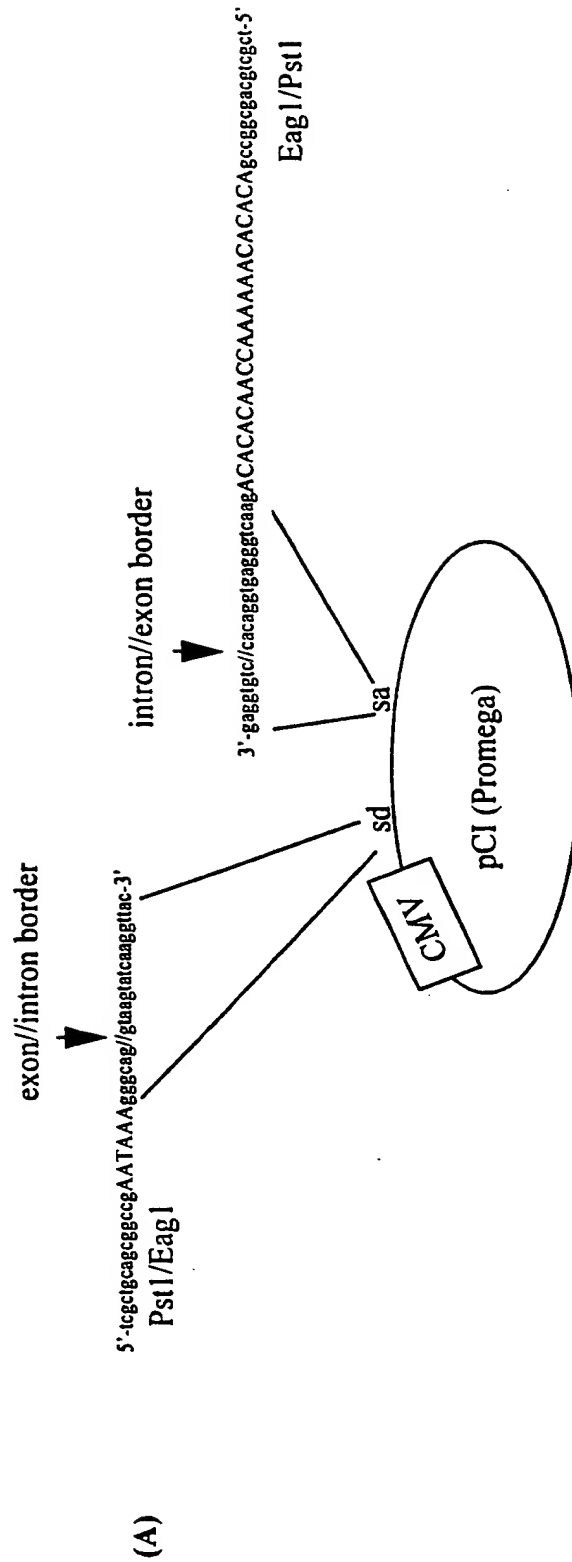 (A)
exon//intron border
5'-tcgctgcagcggccgAATAAAgggcag//gtaagtatcaaggttac-3'
Pst1/Eag1
intron//exon border
3'-gaggtgtc//cacaggtgagggtcaagACACACAACCAAAAAACACACAgccggcgacgtcgct-5'
Eag1/Pst1
CMV
sd
sa
pCI (Promega)